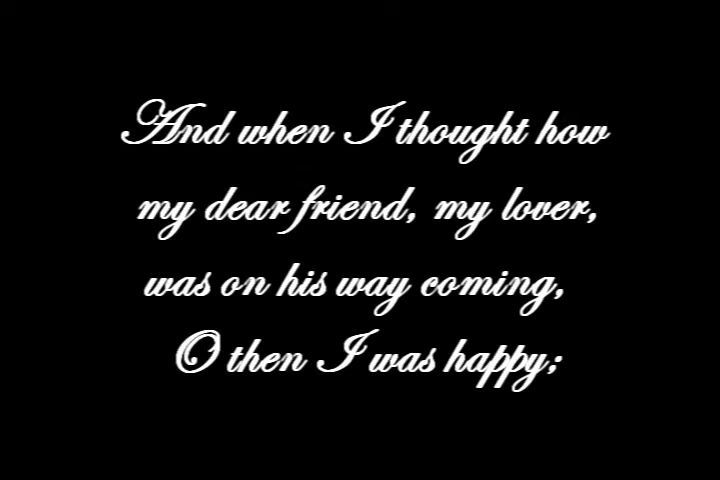 And when I thought how
my dear friend, my lover,
was on his way coming,
O then I was happy;